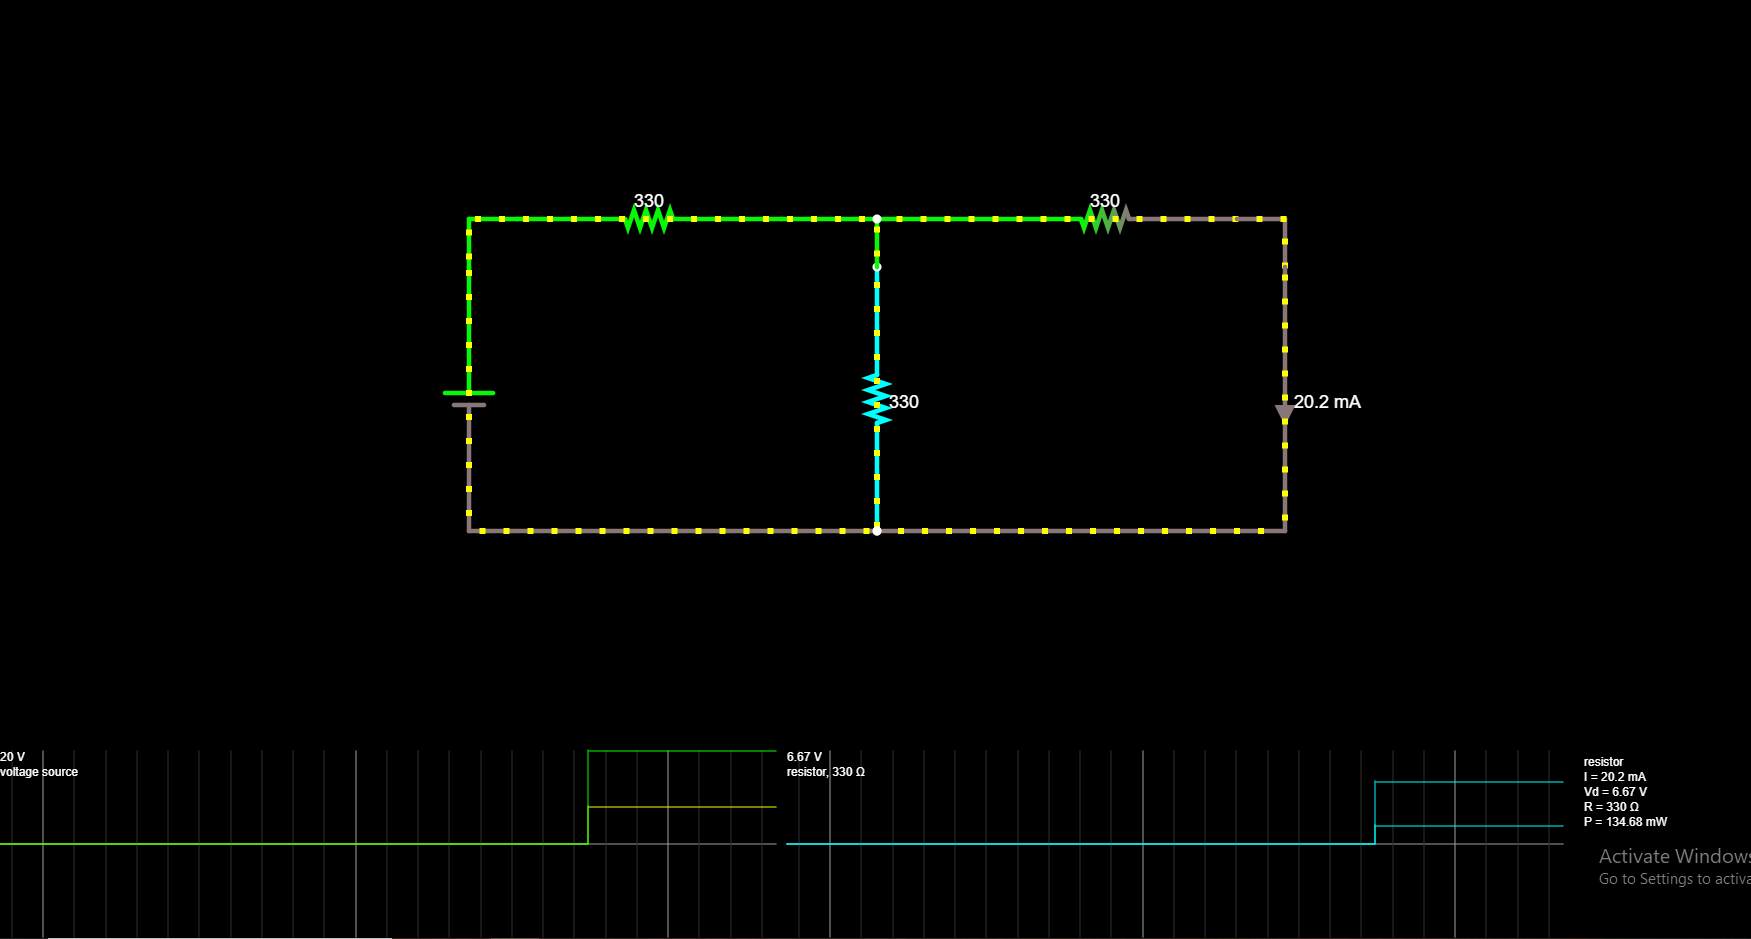 330
330
330
20.2 mA
20 V
voltage source
6.67 V
resistor, 330 Ω
resistor
I = 20.2 mA
Vd = 6.67 V
R = 330 Ω
P = 134.68 mW
Activate Windows
Go to Settings to activa